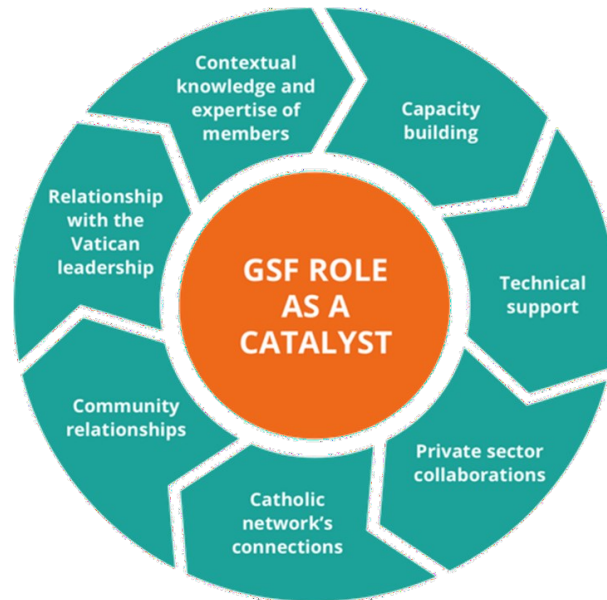 Contextual
knowledge and
expertise of
members
Capacity
building
Technical
support
Private sector
collaborations
Catholic
network’s
connections
Community
relationships
Relationship
with the
Vatican
leadership
GSF ROLE
AS A
CATALYST